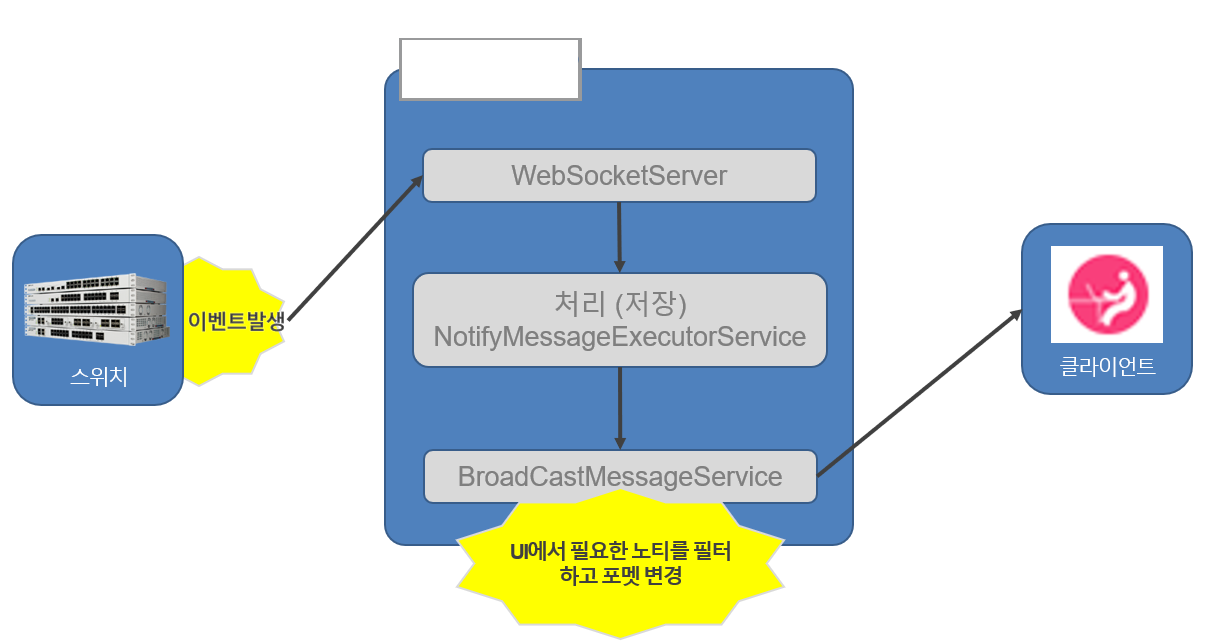 WebSocketServer
처리 (저장)
NotifyMessageExecutorService
BroadCastMessageService
UI에서 필요한 노티를 필터
하고 포멧 변경
이벤트발생
스위치
클라이언트